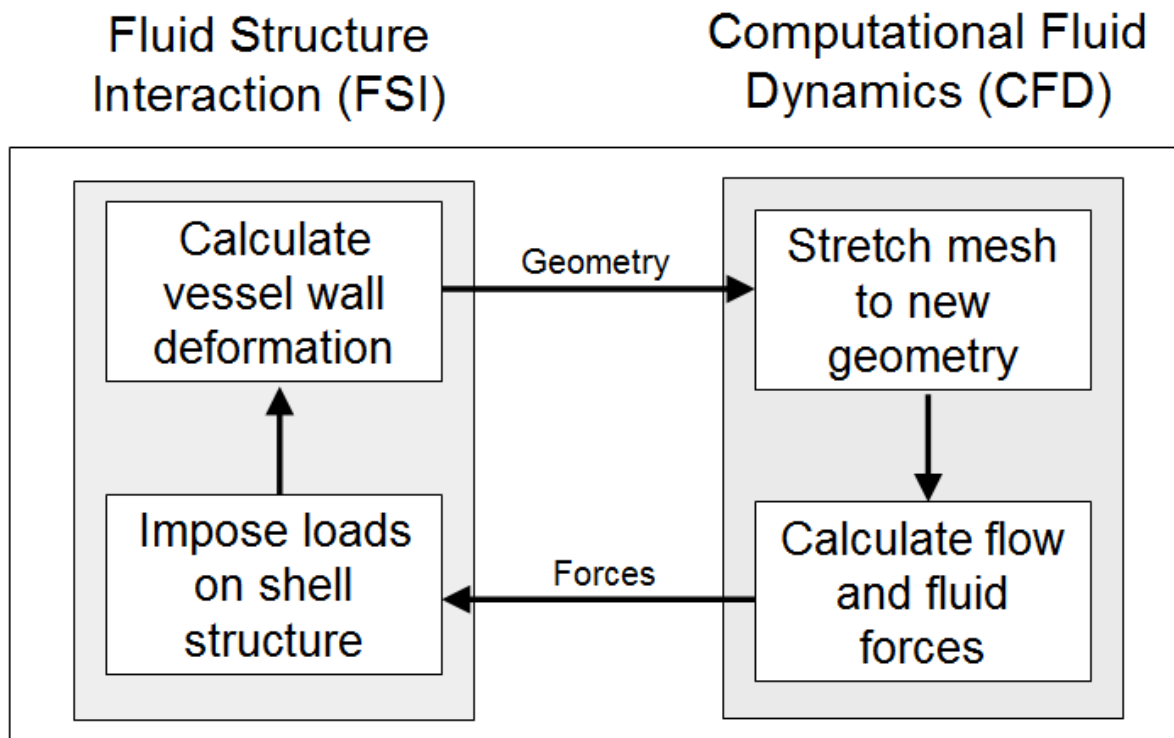 Fluid Structure
Interaction (FSI)
Computational Fluid
Dynamics (CFD)
Calculate
vessel wall
deformation
Geometry
Stretch mesh
to new
geometry
Impose loads
on shell
structure
Forces
Calculate flow
and fluid
forces